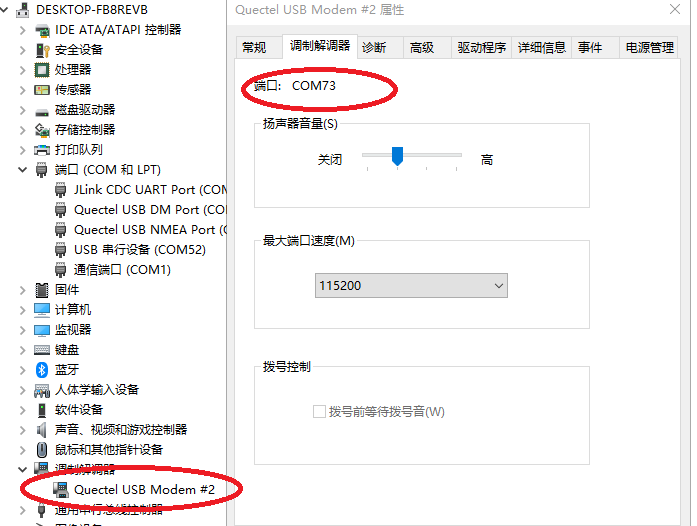 DESKTOP-FB8REVB
IDE ATA/ATAPI 控制器
安全设备
处理器
传感器
磁盘驱动器
存储控制器
打印队列
端口 (COM 和 LPT)
JLink CDC UART Port (COM
Quectel USB DM Port (COM
Quectel USB NMEA Port (C
USB 串行设备 (COM52)
通信端口 (COM1)
固件
计算机
监视器
键盘
蓝牙
人体学输入设备
软件设备
声音、视频和游戏控制器
鼠标和其他指针设备
调制解调器
Quectel USB Modem #2
通用串行总线控制器
Quectel USB Modem #2 属性
常规
调制解调器
诊断
高级
驱动程序
详细信息
事件
电源管理
端口: COM73
扬声器音量(S)
关闭
高
最大端口速度(M)
115200
拨号控制
拨号前等待拨号音(W)